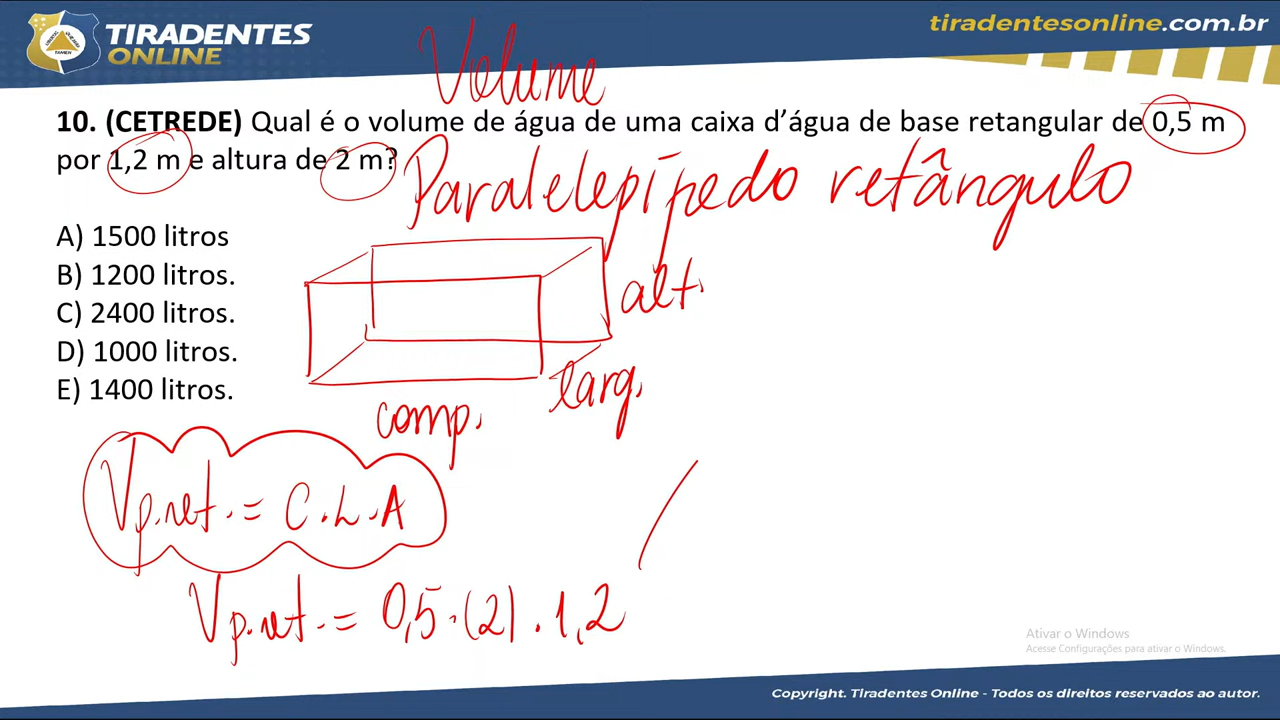 TIRADENTES
ONLINE
tiradentesonline.com.br
Volume
10. (CETREDE) Qual é o volume de água de uma caixa d’água de base retangular de 0,5 m
por 1,2 m e altura de 2 m?
Paralelepípedo retângulo
A) 1500 litros
B) 1200 litros.
C) 2400 litros.
D) 1000 litros.
E) 1400 litros.
alt.
larg.
comp.
Vp.ret. = C.L.A
Vp.ret. = 0,5.(2).1,2
Ativar o Windows
Acesse Configurações para ativar o Windows.
Copyright. Tiradentes Online - Todos os direitos reservados ao autor.